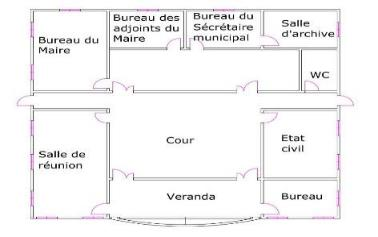 Bureau du
Maire
Bureau des
adjoints du
Maire
Bureau du
Sécrétaire
municipal
Salle
d'archive
WC
Cour
Etat
civil
Salle de
réunion
Veranda
Bureau